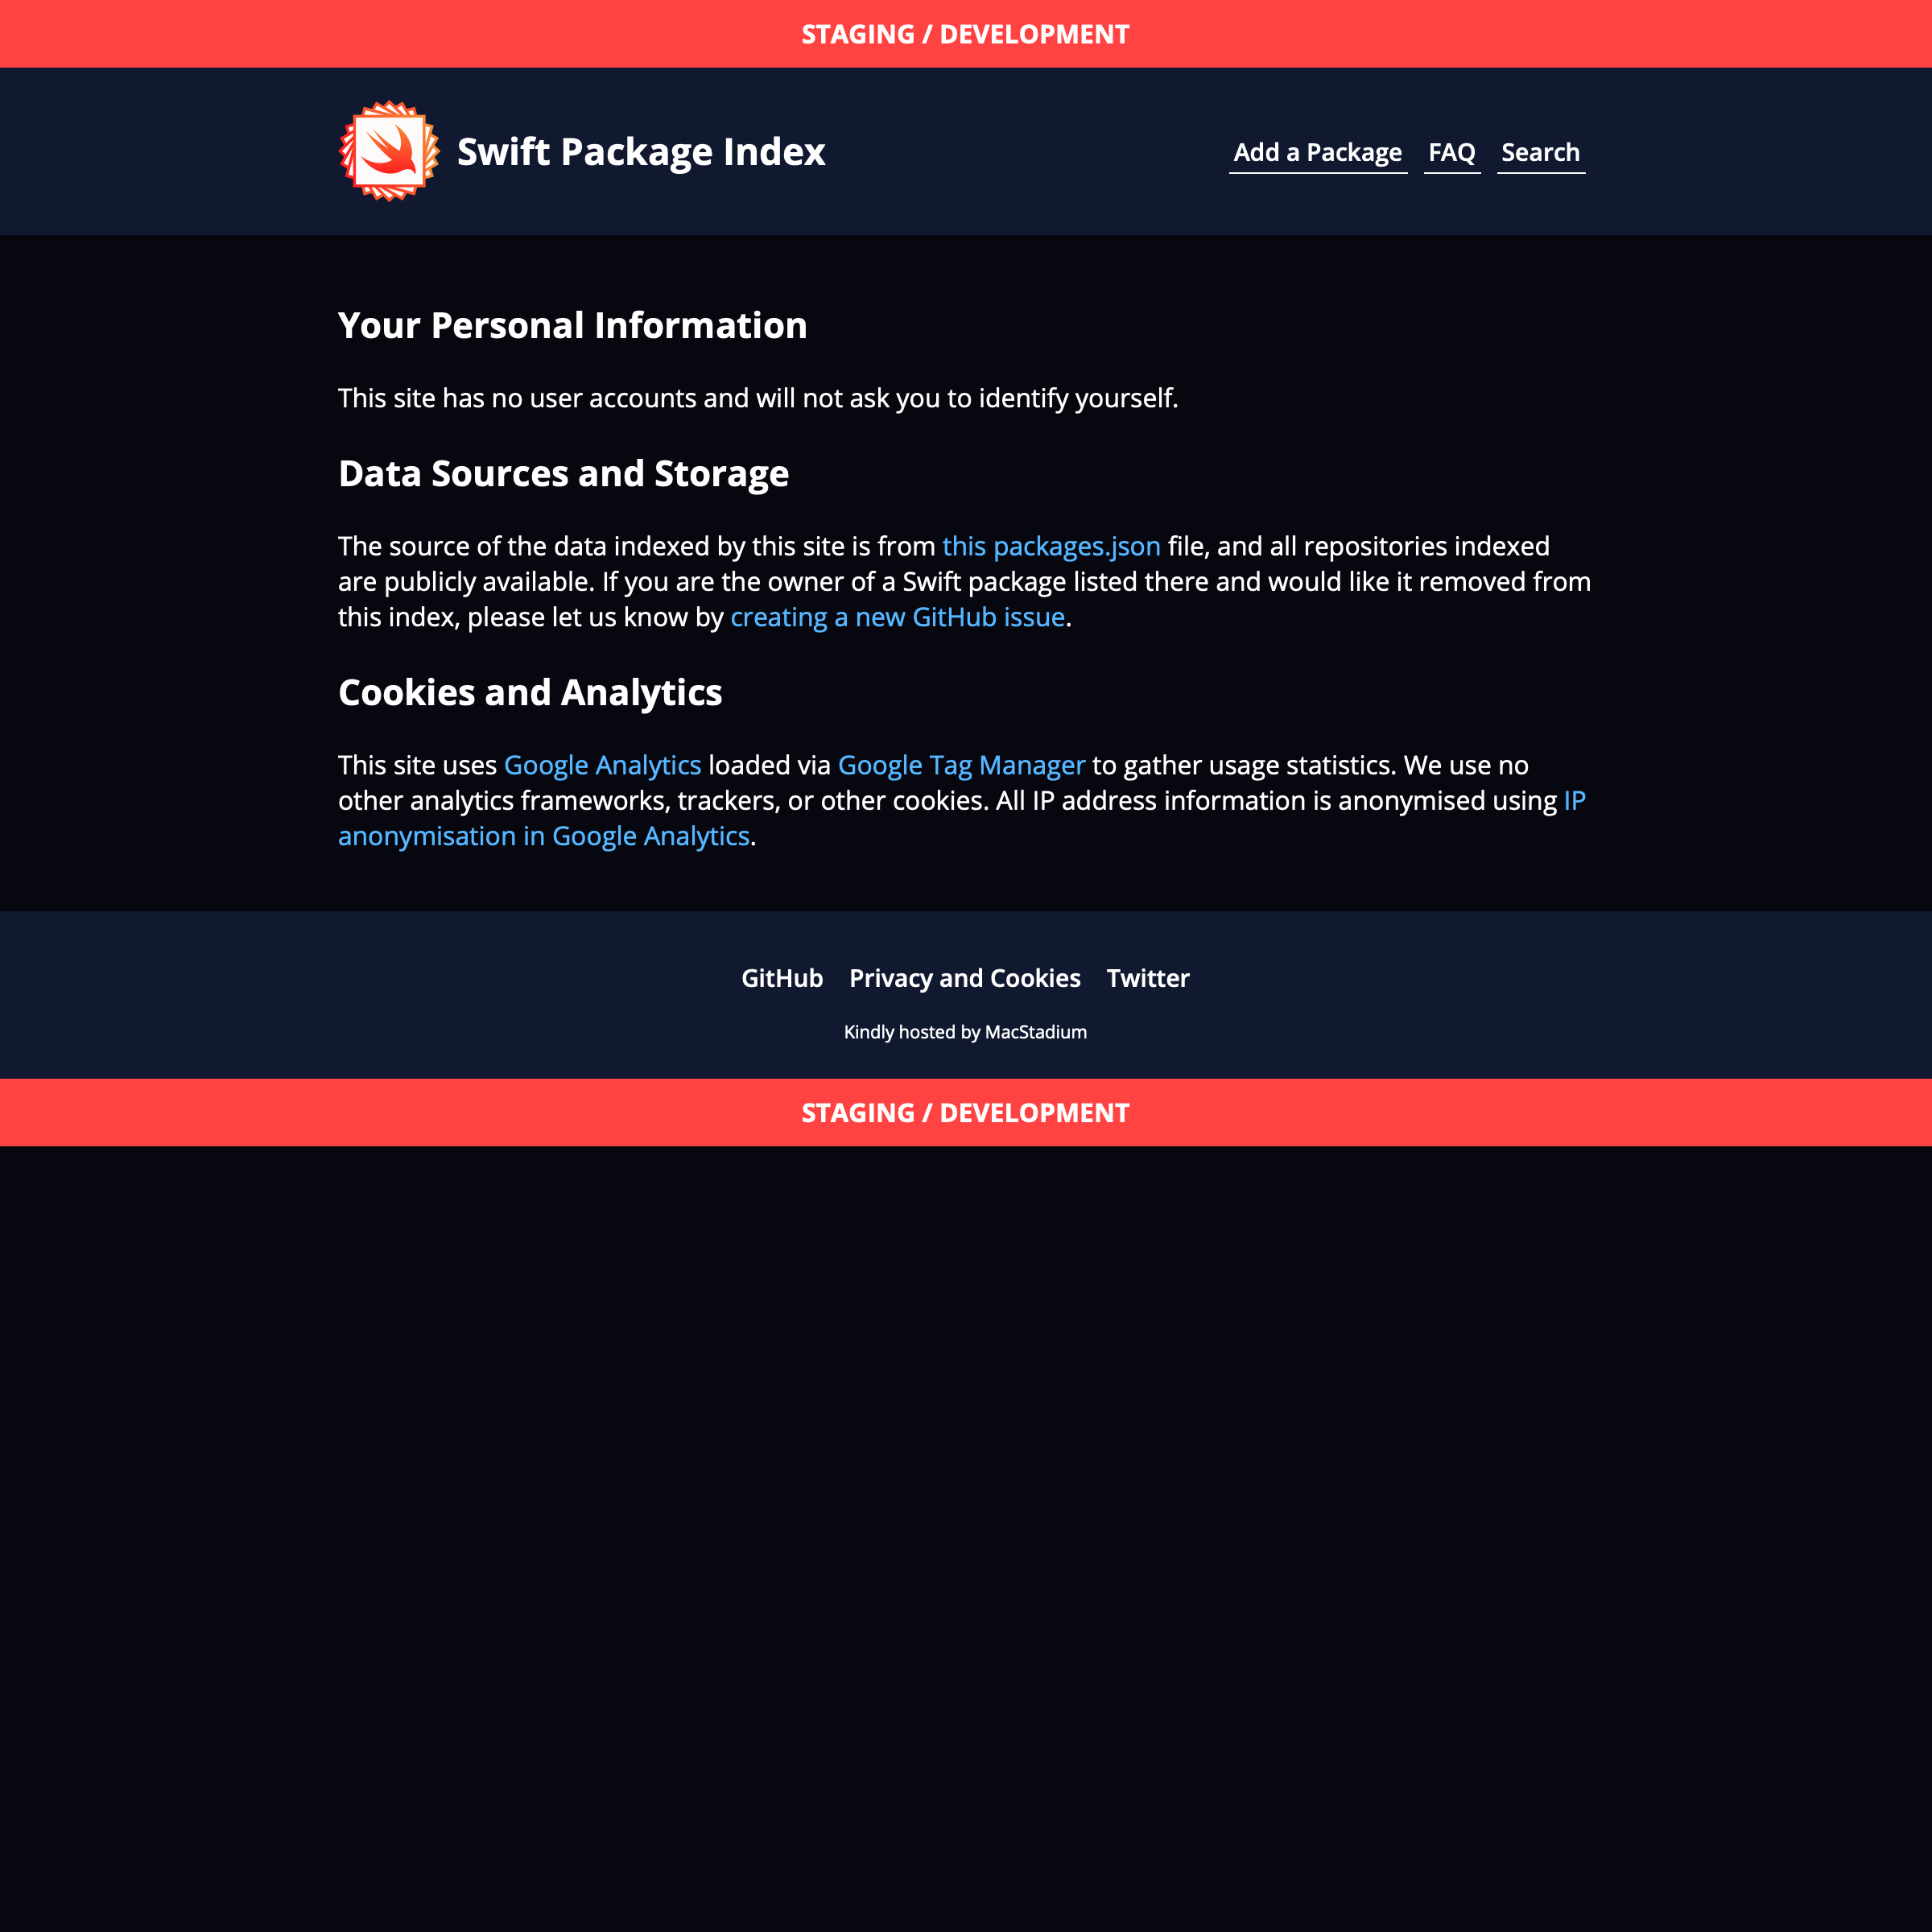 STAGING / DEVELOPMENT
Swift Package Index
Add a Package FAQ Search
Your Personal Information
This site has no user accounts and will not ask you to identify yourself.
Data Sources and Storage
The source of the data indexed by this site is from this packages.json file, and all repositories indexed
are publicly available. If you are the owner of a Swift package listed there and would like it removed from
this index, please let us know by creating a new GitHub issue.
Cookies and Analytics
This site uses Google Analytics loaded via Google Tag Manager to gather usage statistics. We use no
other analytics frameworks, trackers, or other cookies. All IP address information is anonymised using IP
anonymisation in Google Analytics.
GitHub Privacy and Cookies Twitter
Kindly hosted by MacStadium
STAGING / DEVELOPMENT